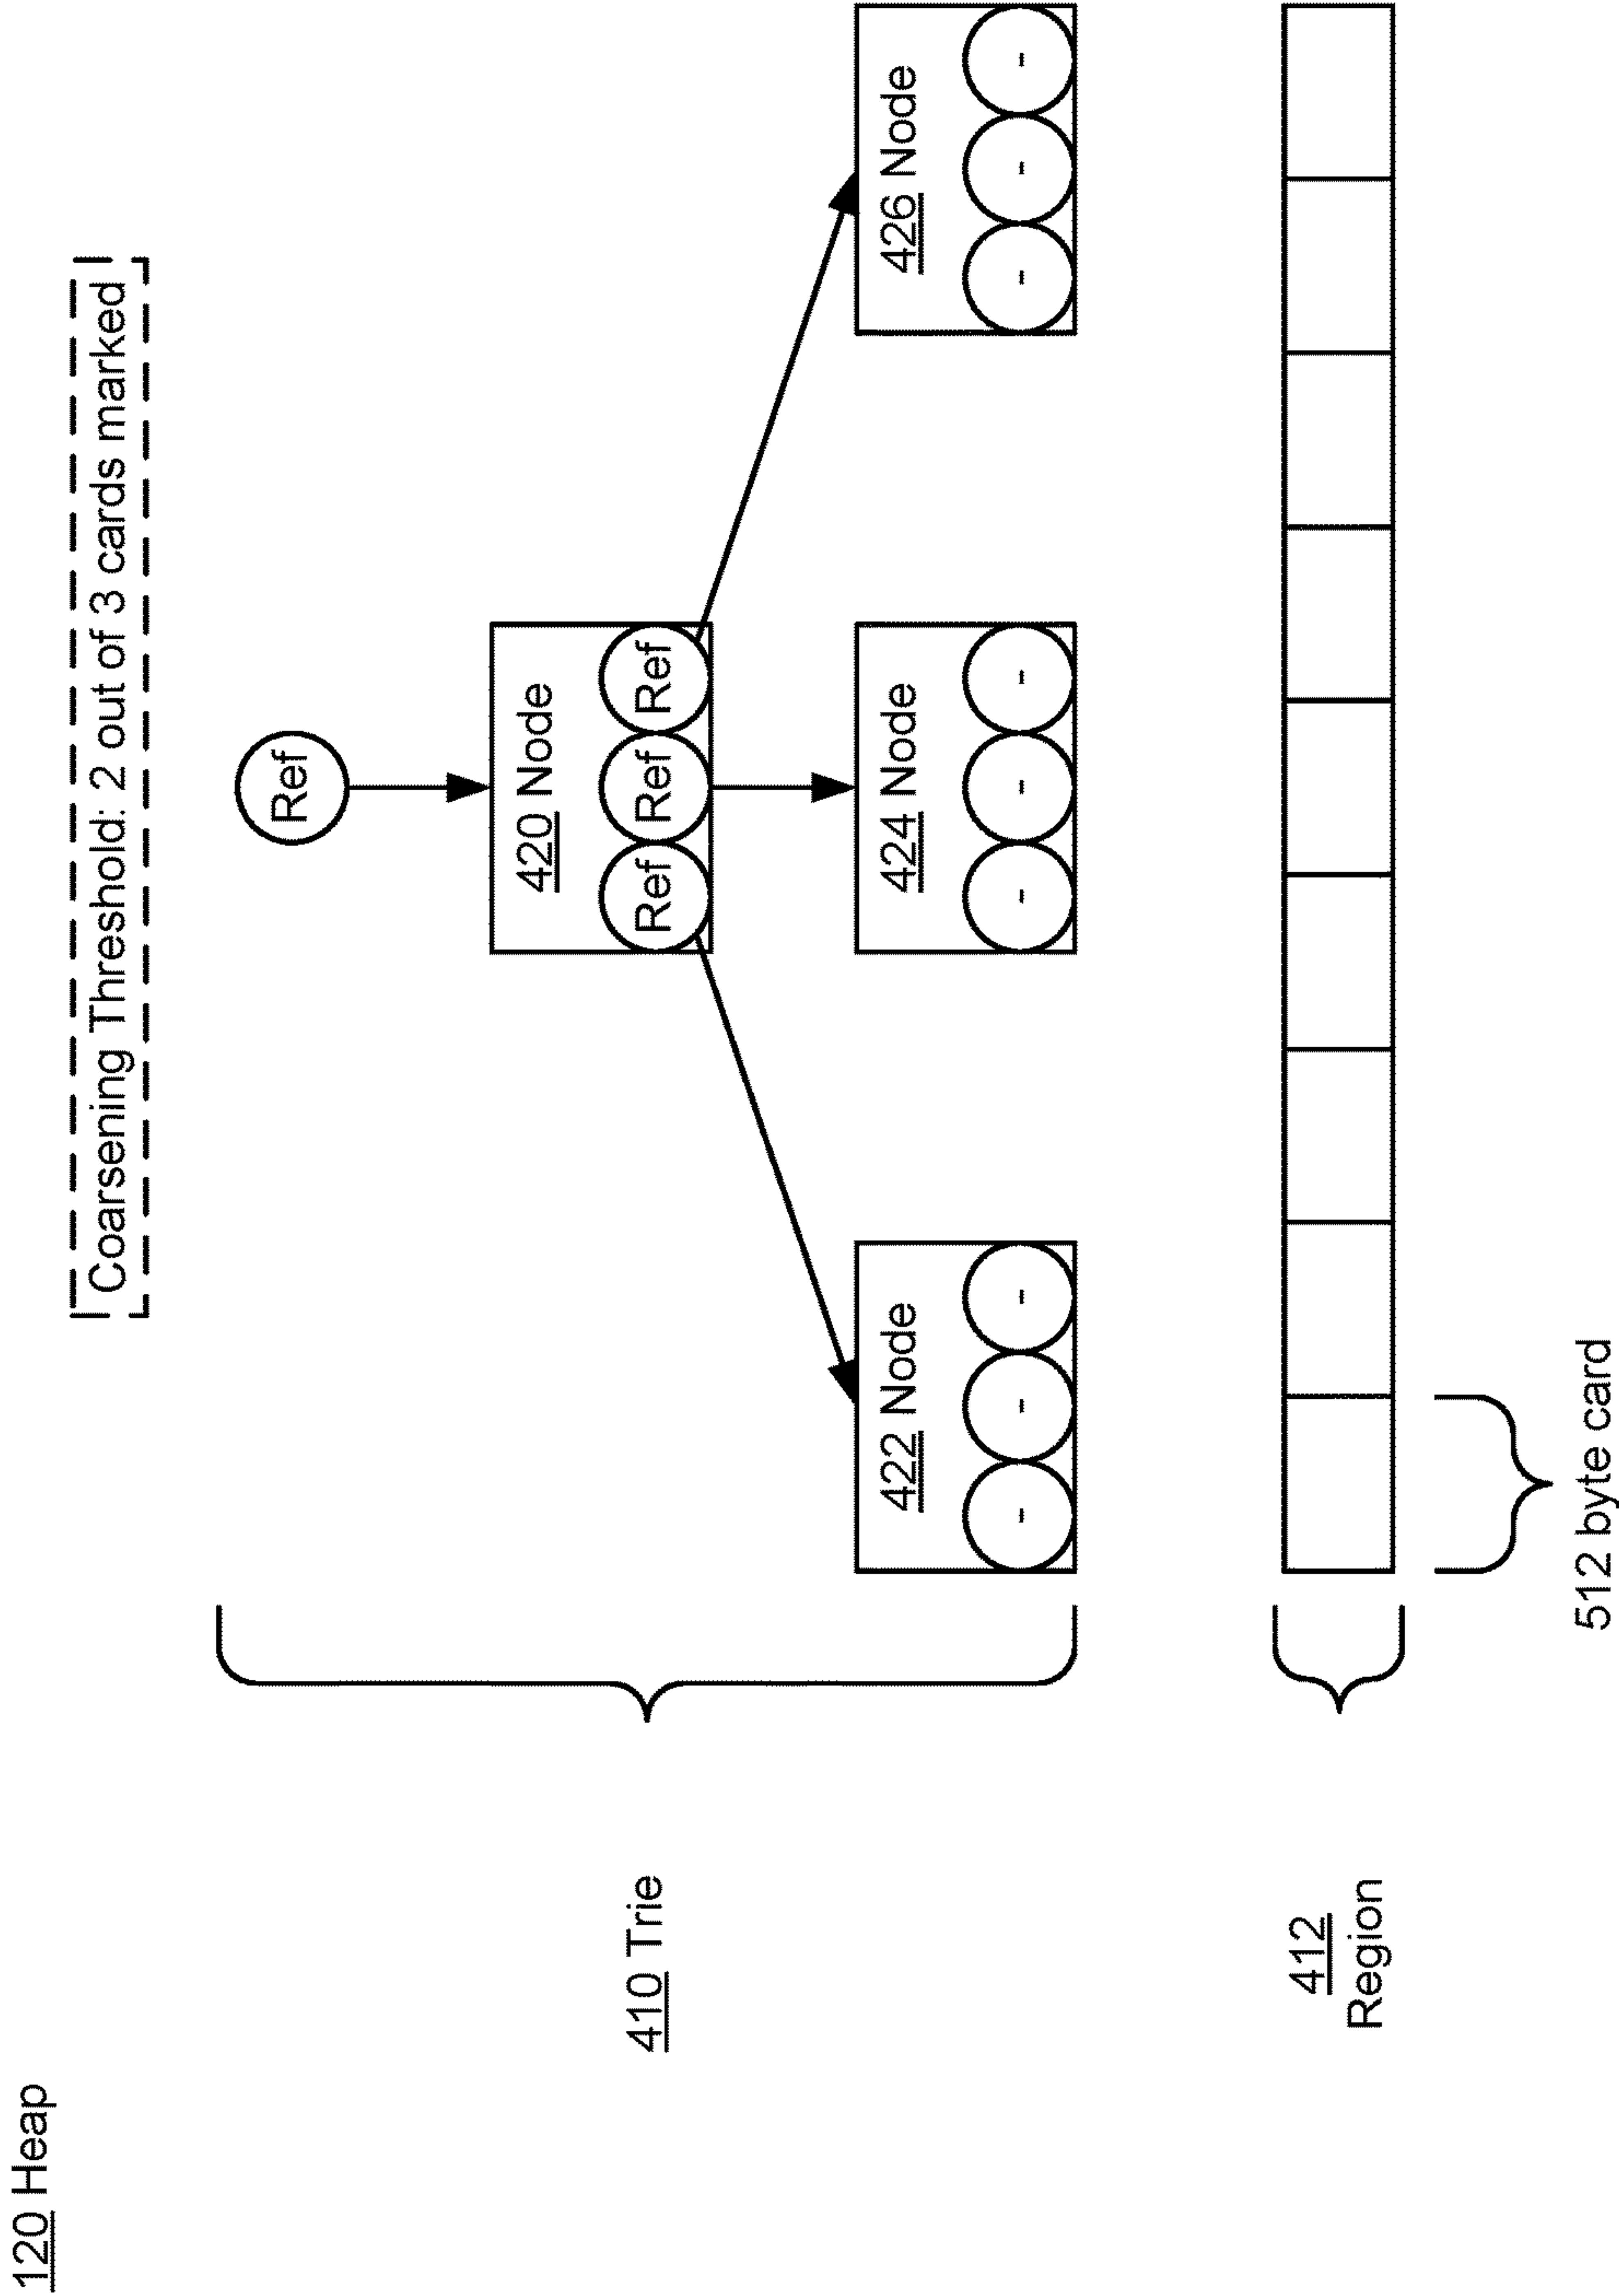 120 Heap
Coarsening Threshold: 2 out of 3 cards marked
Ref
410 Trie
420 Node
Ref Ref Ref
422 Node
424 Node
426 Node
- - -
- - -
- - -
412
Region
512 byte card